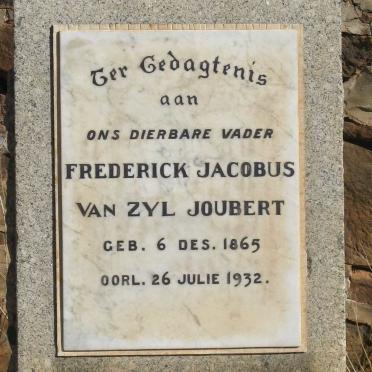 Ter Gedagtenis
aan
ONS DIERBARE VADER
FREDERICK JACOBUS
VAN ZYL JOUBERT
GEB. 6 DES. 1865
OORL. 26 JULIE 1932.